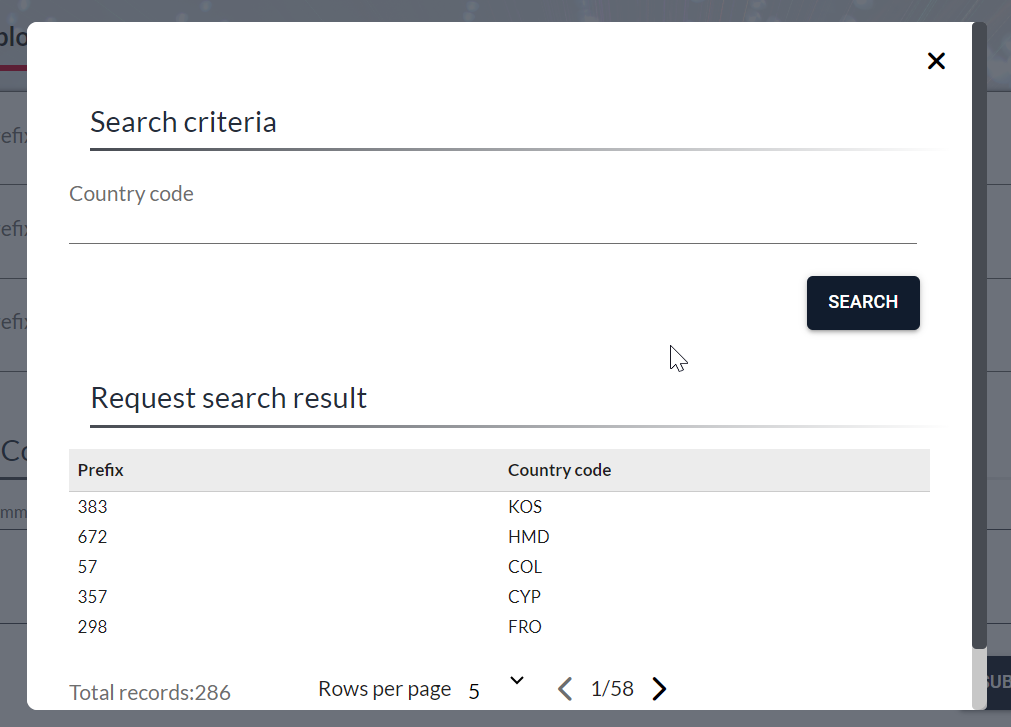 Search criteria
Country code
SEARCH
Request search result
Prefix Country code
383 KOS
672 HMD
57 COL
357 CYP
298 FRO
Total records:286 Rows per page 5 1/58